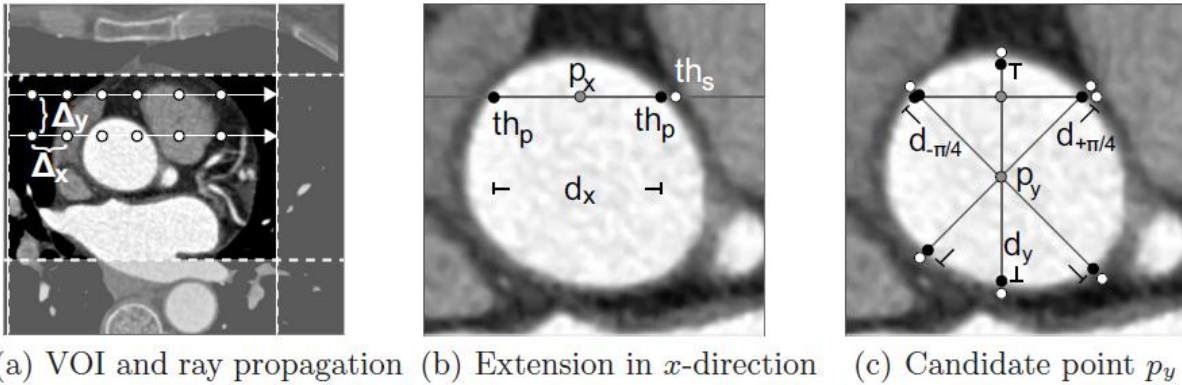 Δy
Δx
px
ths
thp
thp
dx
d-π/4
d+π/4
py
dy
(a) VOI and ray propagation
(b) Extension in x-direction
(c) Candidate point py